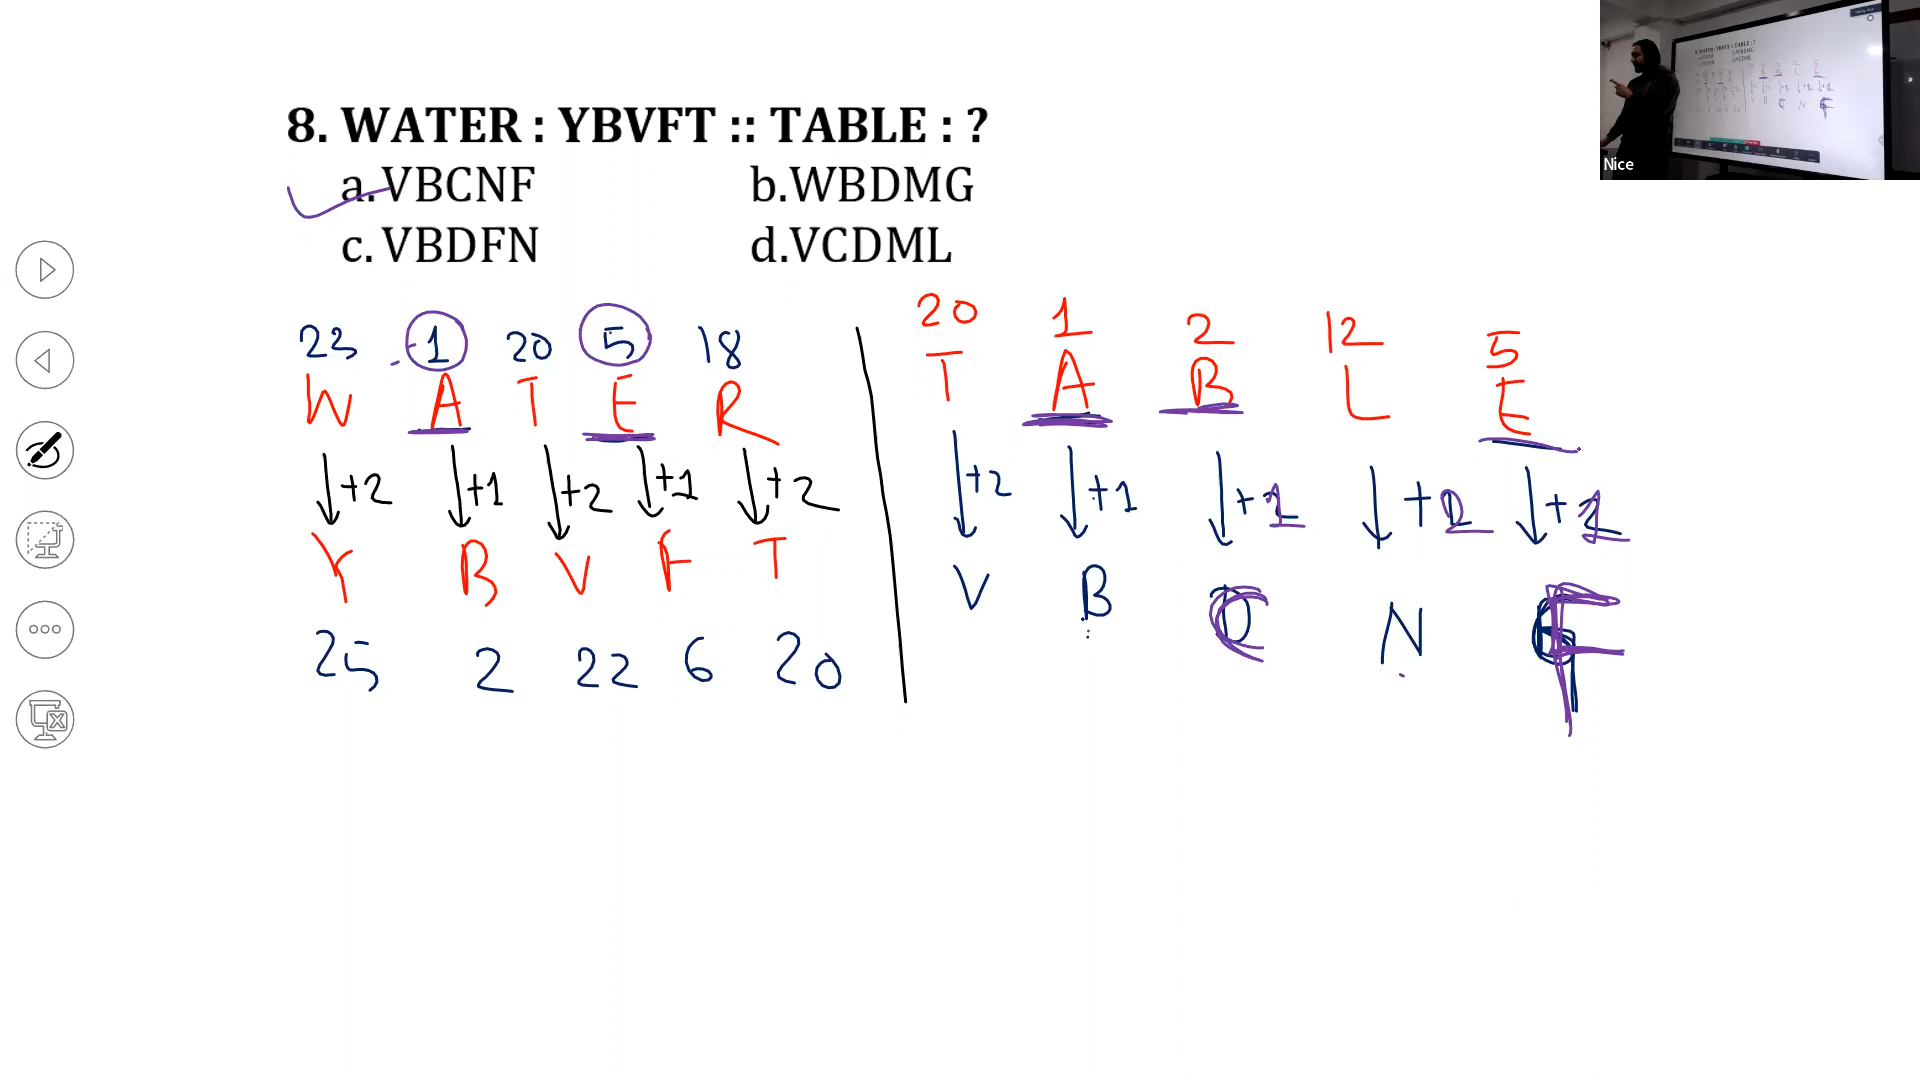 8. WATER : YBVFT :: TABLE : ?
a. VBCNF b.WBDMG
c. VBDFN d.VCDML
23 1 20 5 18
W A T E R
+2 +1 +2 +1 +2
Y B V F T
25 2 22 6 20
20 1 2 12 5
T A B L E
+2 +1 +1 +2 +1
V B C N F
Nice